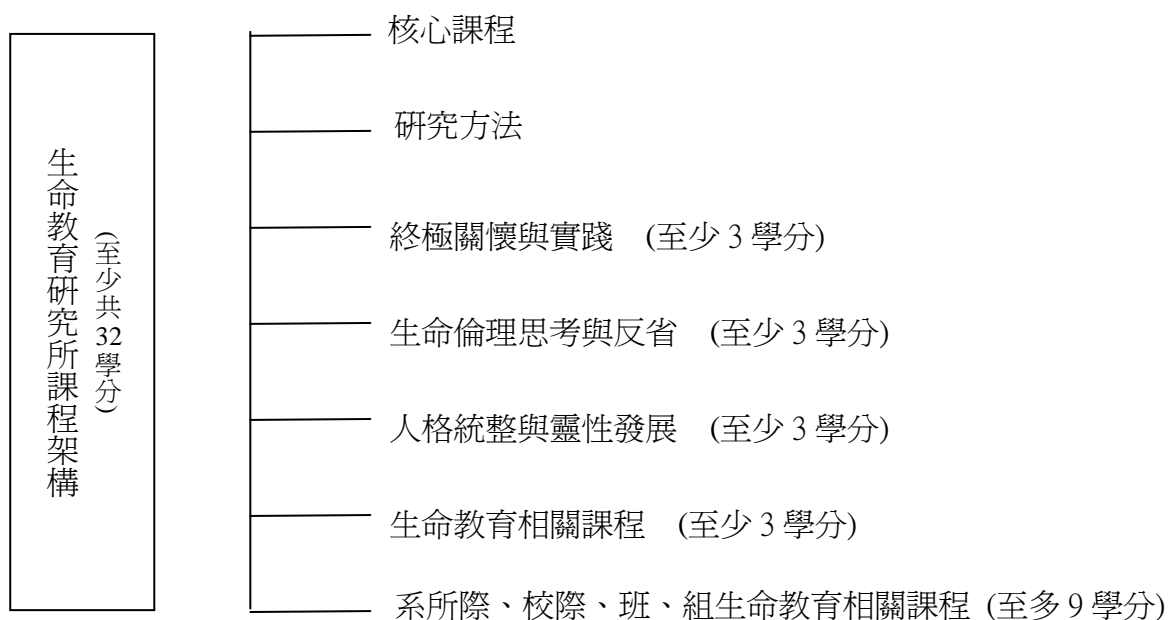 生命教育研究所課程架構
(至少共32學分)
核心課程
研究方法
終極關懷與實踐 (至少 3 學分)
生命倫理思考與反省 (至少 3 學分)
人格統整與靈性發展 (至少 3 學分)
生命教育相關課程 (至少 3 學分)
系所際、校際、班、組生命教育相關課程 (至多 9 學分)